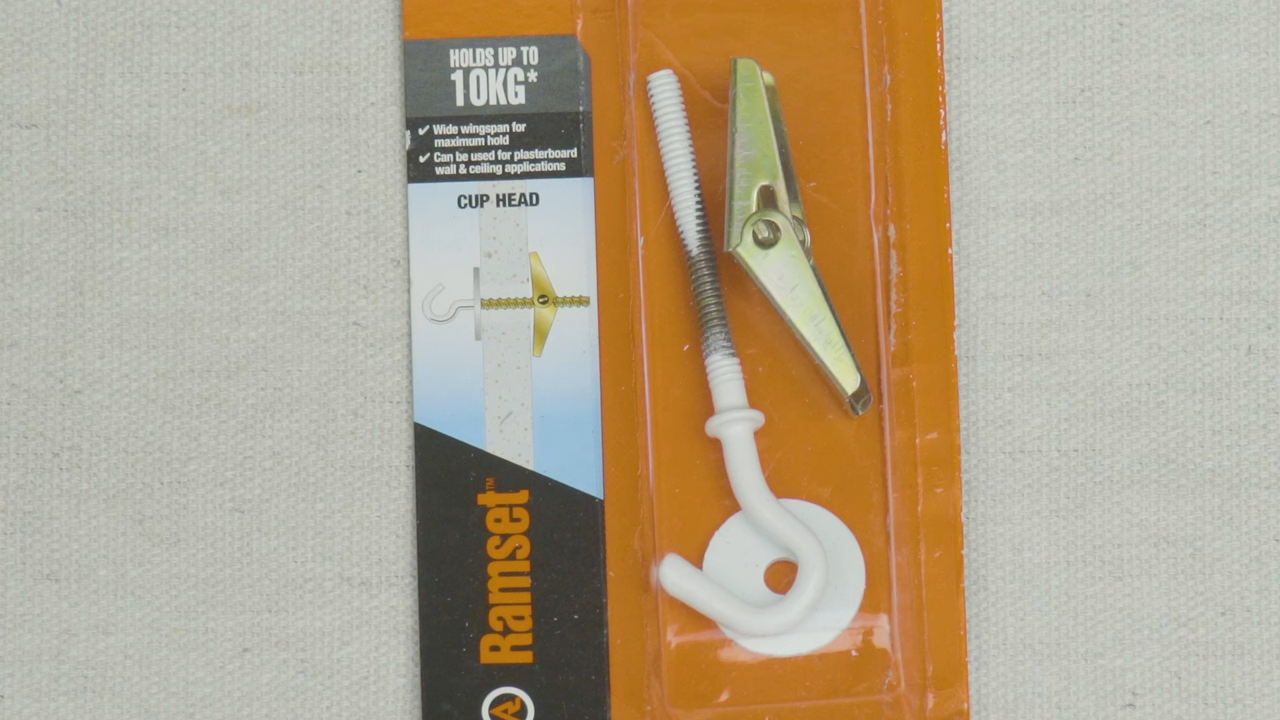 HOLDS UP TO
10KG*
✔ Wide wingspan for
maximum hold
✔ Can be used for plasterboard
wall & ceiling applications
CUP HEAD
Ramset™